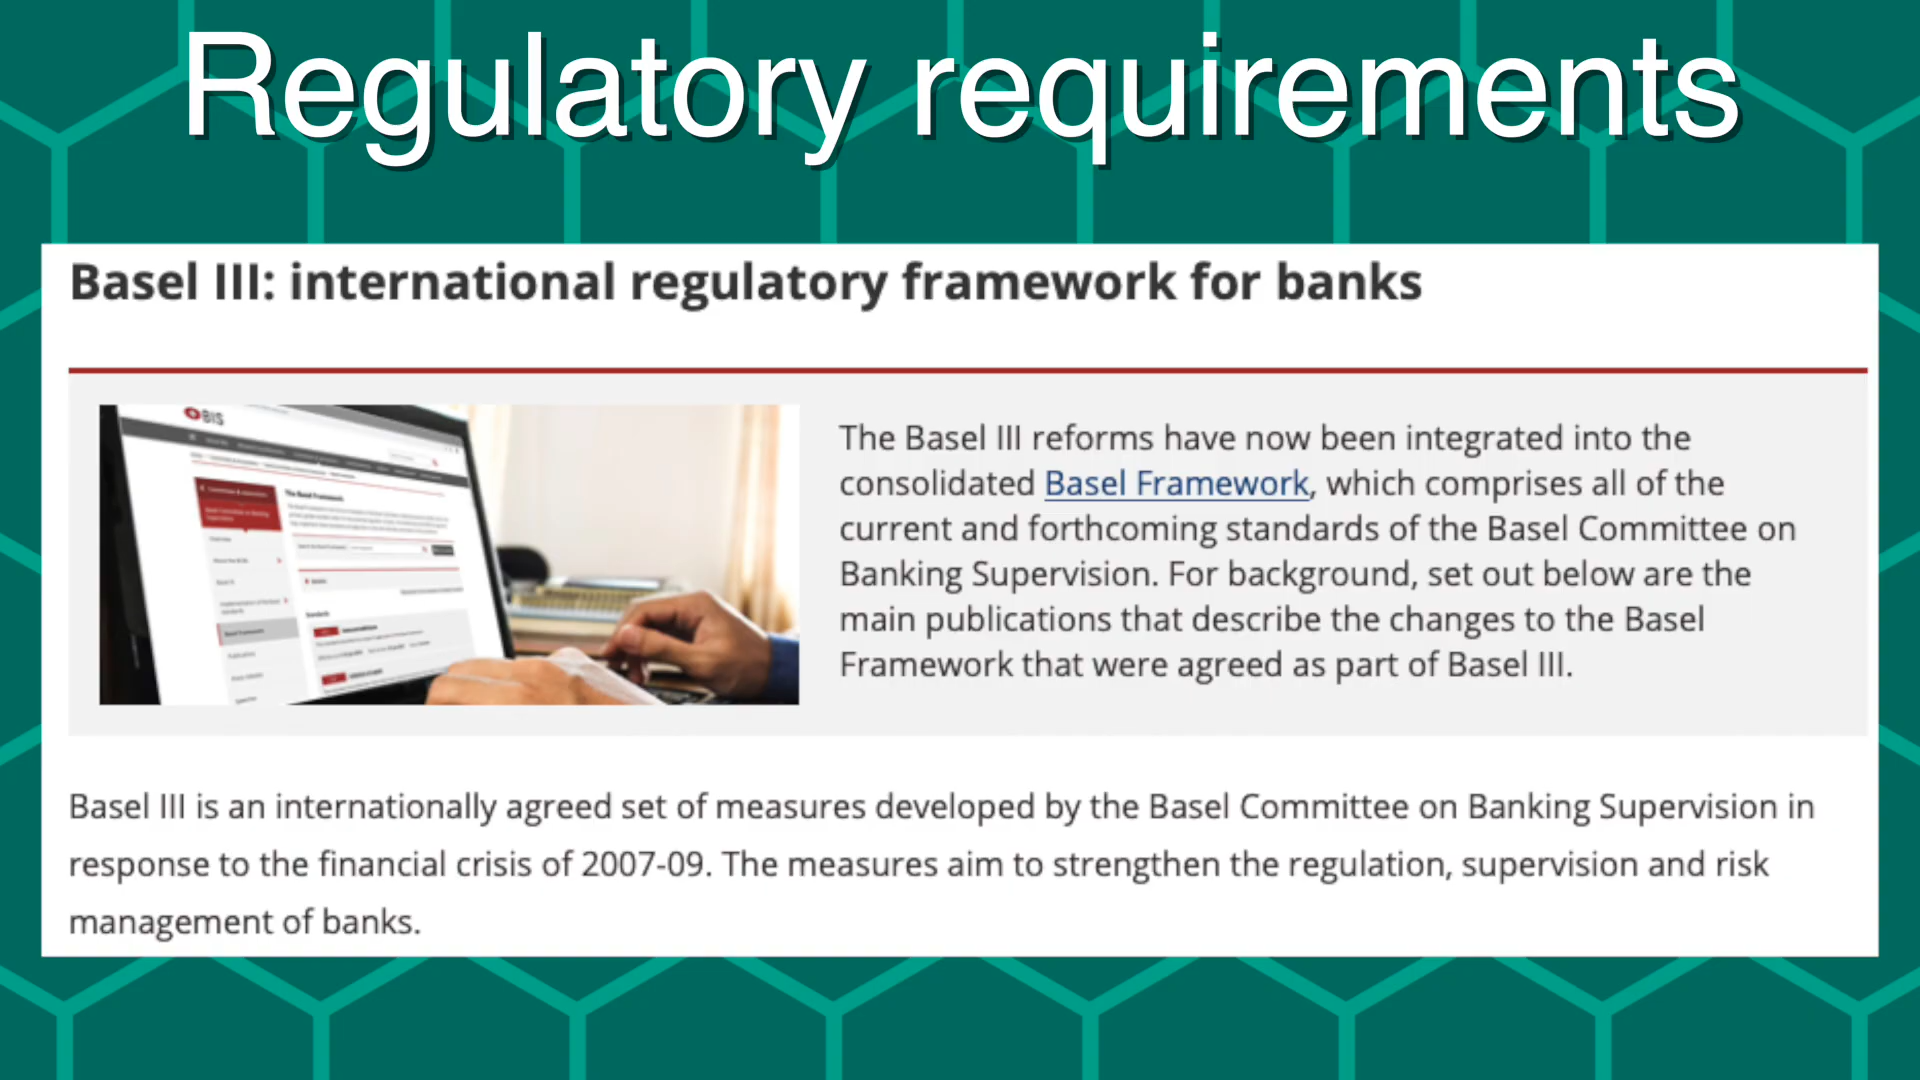 Regulatory requirements
Basel III: international regulatory framework for banks
BIS
The Basel III reforms have now been integrated into the
consolidated Basel Framework, which comprises all of the
current and forthcoming standards of the Basel Committee on
Banking Supervision. For background, set out below are the
main publications that describe the changes to the Basel
Framework that were agreed as part of Basel III.
Basel III is an internationally agreed set of measures developed by the Basel Committee on Banking Supervision in
response to the financial crisis of 2007-09. The measures aim to strengthen the regulation, supervision and risk
management of banks.